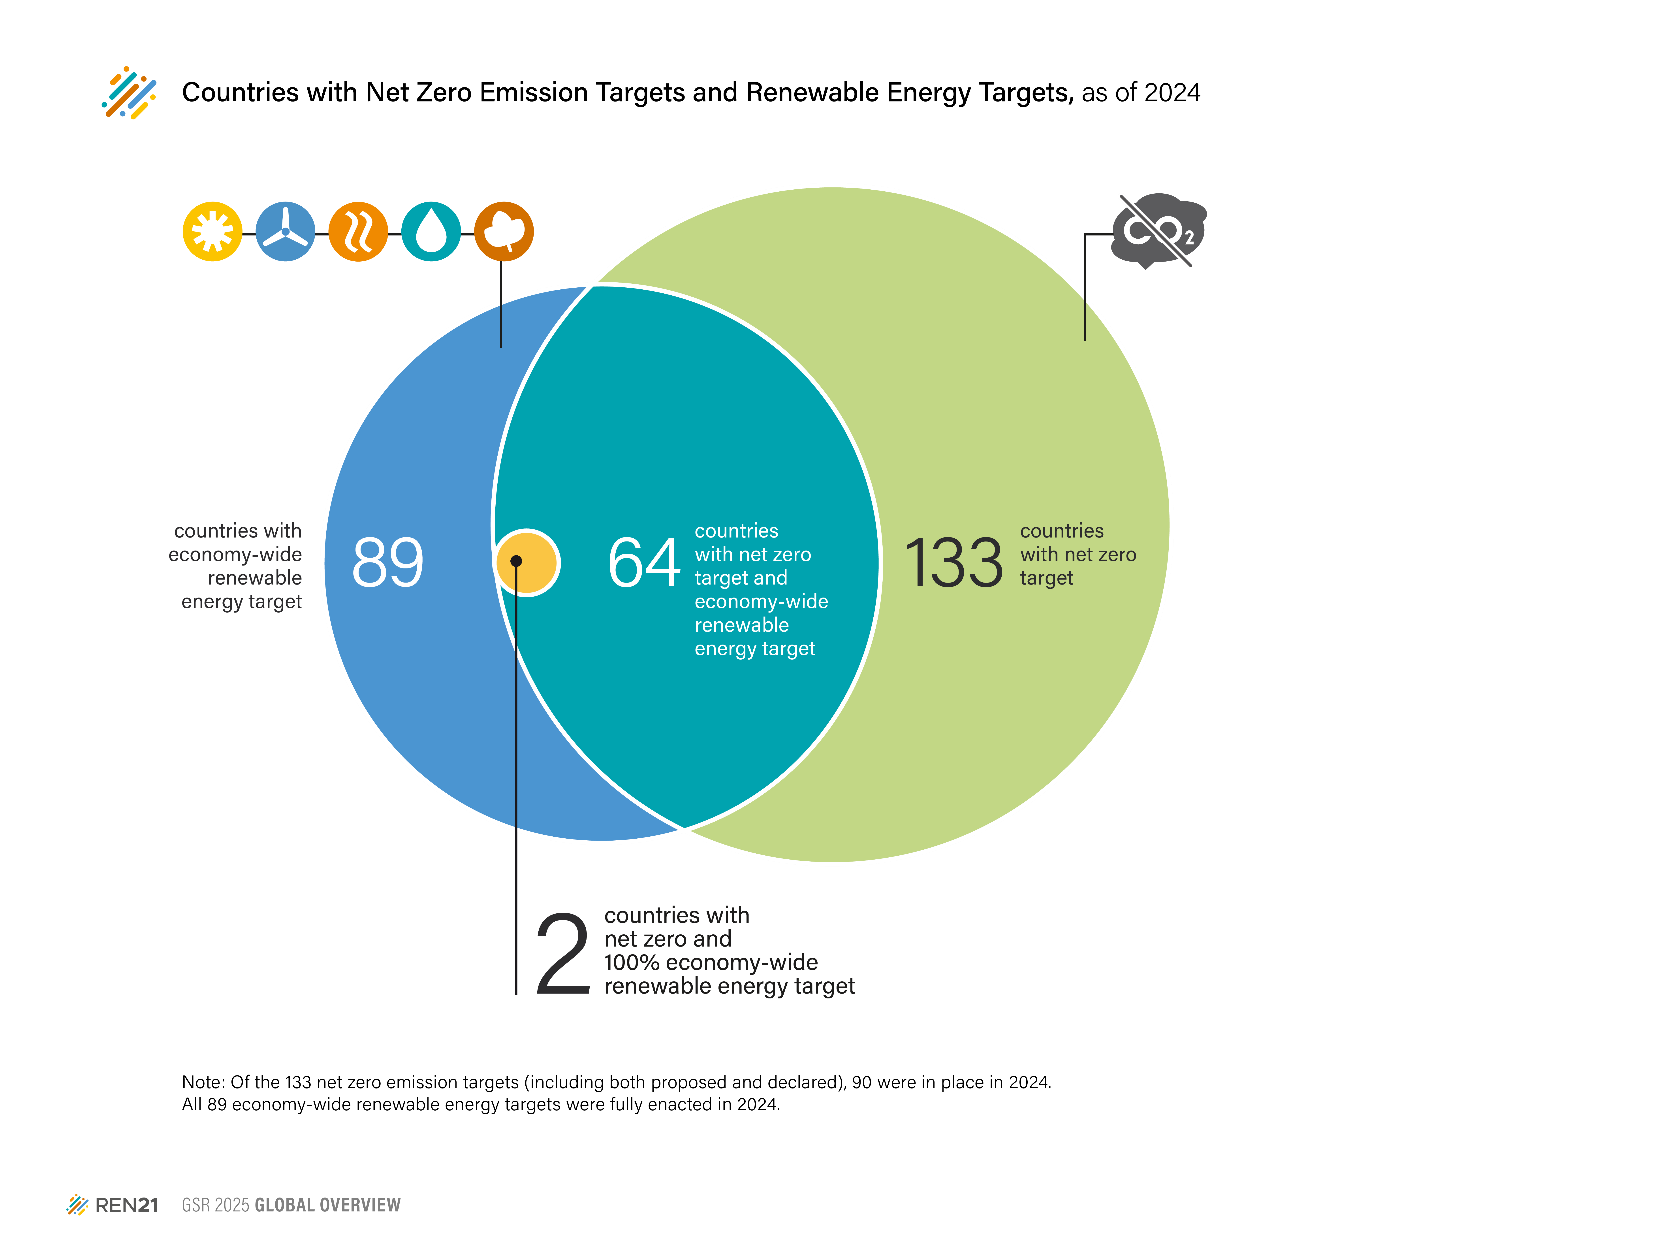 Countries with Net Zero Emission Targets and Renewable Energy Targets, as of 2024
CO2
countries with
economy-wide
renewable
energy target
89
64
countries
with net zero
target and
economy-wide
renewable
energy target
133
countries
with net zero
target
2
countries with
net zero and
100% economy-wide
renewable energy target
Note: Of the 133 net zero emission targets (including both proposed and declared), 90 were in place in 2024.
All 89 economy-wide renewable energy targets were fully enacted in 2024.
REN21 GSR 2025 GLOBAL OVERVIEW